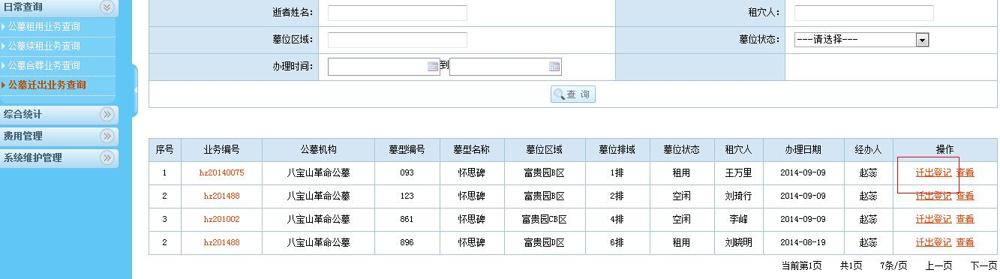 日常查询
公墓租用业务查询
公墓续租业务查询
公墓合葬业务查询
公墓迁出业务查询
综合统计
费用管理
系统维护管理
逝者姓名： 租穴人：
墓位区域： 墓位状态： ---请选择---
办理时间： 到
查 询
序号 业务编号 公墓机构 墓型编号 墓型名称 墓位区域 墓位排域 墓位状态 租穴人 办理日期 经办人 操作
1 hz20140075 八宝山革命公墓 093 怀思碑 富贵园B区 1排 租用 王万里 2014-09-09 赵蕊 迁出登记 查看
2 hz201488 八宝山革命公墓 123 怀思碑 富贵园B区 2排 空闲 刘琦行 2014-09-09 赵蕊 迁出登记 查看
3 hz201002 八宝山革命公墓 861 怀思碑 富贵园CB区 4排 空闲 李峰 2014-09-09 赵蕊 迁出登记 查看
2 hz201488 八宝山革命公墓 896 怀思碑 富贵园D区 6排 租用 刘晓明 2014-08-19 赵蕊 迁出登记 查看
当前第1页 共1页 7条/页 上一页 下一页